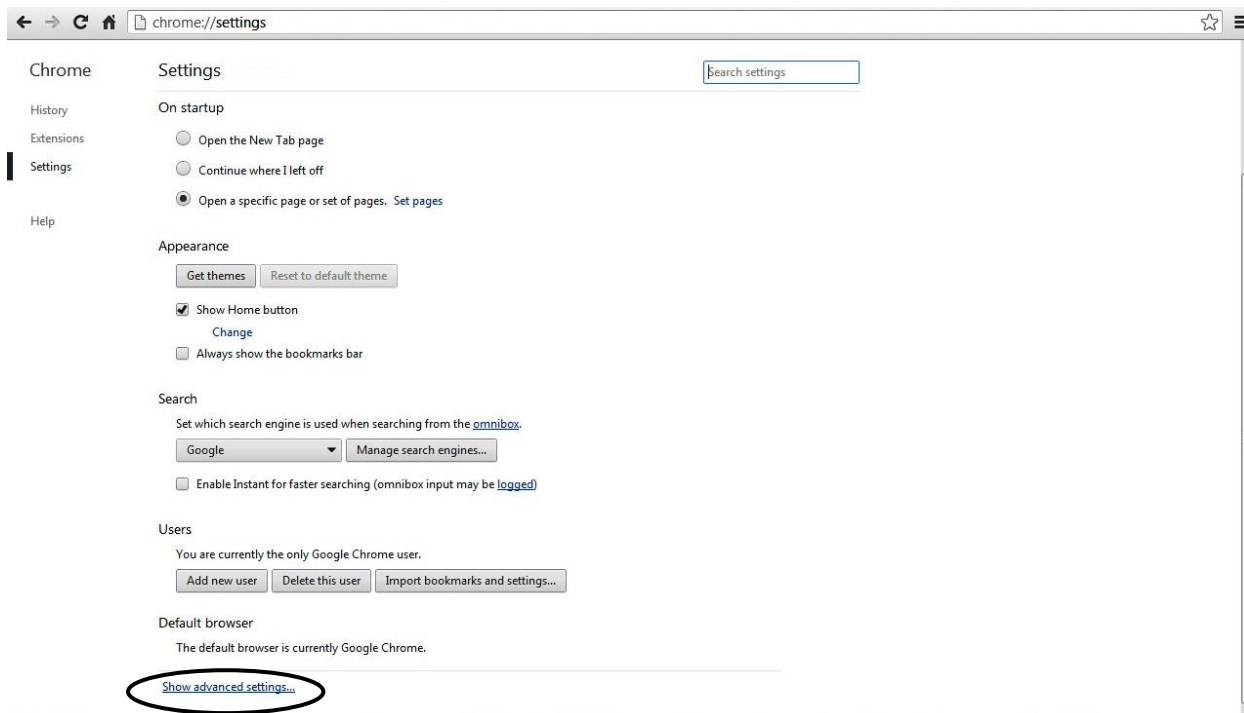 chrome://settings
Chrome
Settings
Search settings
History
Extensions
Settings
Help
On startup
Open the New Tab page
Continue where I left off
Open a specific page or set of pages. Set pages
Appearance
Get themes Reset to default theme
Show Home button
Change
Always show the bookmarks bar
Search
Set which search engine is used when searching from the omnibox.
Google Manage search engines...
Enable Instant for faster searching (omnibox input may be logged)
Users
You are currently the only Google Chrome user.
Add new user Delete this user Import bookmarks and settings...
Default browser
The default browser is currently Google Chrome.
Show advanced settings...